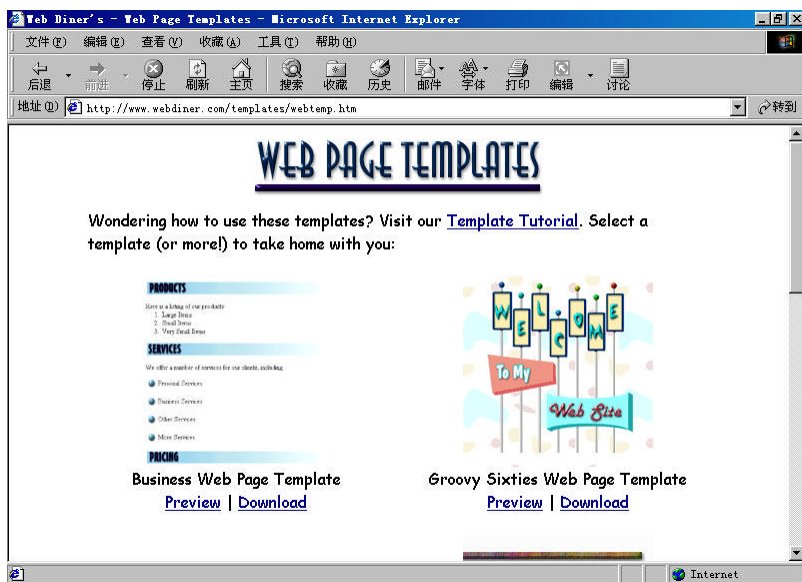 Web Diner's - Web Page Templates - Microsoft Internet Explorer
文件(F) 编辑(E) 查看(V) 收藏(A) 工具(T) 帮助(H)
后退 前进 停止 刷新 主页 搜索 收藏 历史 邮件 字体 打印 编辑 讨论
地址(D) http://www.webdiner.com/templates/webtemp.htm 转到
WEB PAGE TEMPLATES
Wondering how to use these templates? Visit our Template Tutorial. Select a
template (or more!) to take home with you:
PRODUCTS
Here is a listing of our products
1. Large Items
2. Small Items
3. Very Small Items
SERVICES
We offer a number of services for our clients, including
Personal Services
Business Services
Other Services
More Services
PRICING
WELCOME
To My
Web Site
Business Web Page Template
Preview | Download
Groovy Sixties Web Page Template
Preview | Download
Internet